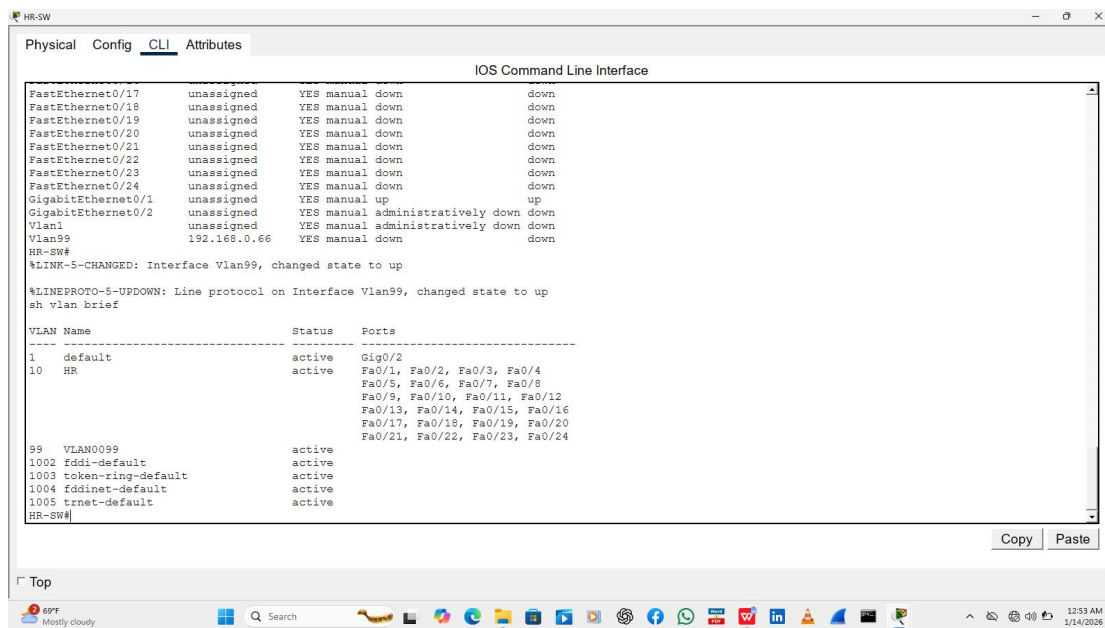 HR-SW
Physical Config CLI Attributes
IOS Command Line Interface
FastEthernet0/17 unassigned YES manual down down
FastEthernet0/18 unassigned YES manual down down
FastEthernet0/19 unassigned YES manual down down
FastEthernet0/20 unassigned YES manual down down
FastEthernet0/21 unassigned YES manual down down
FastEthernet0/22 unassigned YES manual down down
FastEthernet0/23 unassigned YES manual down down
FastEthernet0/24 unassigned YES manual down down
GigabitEthernet0/1 unassigned YES manual up up
GigabitEthernet0/2 unassigned YES manual administratively down down
Vlan1 unassigned YES manual administratively down down
Vlan99 192.168.0.66 YES manual down down
HR-SW#
%LINK-5-CHANGED: Interface Vlan99, changed state to up
%LINEPROTO-5-UPDOWN: Line protocol on Interface Vlan99, changed state to up
sh vlan brief
VLAN Name Status Ports
---- -------------------------------- --------- -------------------------------
1 default active Gig0/2
10 HR active Fa0/1, Fa0/2, Fa0/3, Fa0/4
Fa0/5, Fa0/6, Fa0/7, Fa0/8
Fa0/9, Fa0/10, Fa0/11, Fa0/12
Fa0/13, Fa0/14, Fa0/15, Fa0/16
Fa0/17, Fa0/18, Fa0/19, Fa0/20
Fa0/21, Fa0/22, Fa0/23, Fa0/24
99 VLAN0099 active
1002 fddi-default active
1003 token-ring-default active
1004 fddinet-default active
1005 trnet-default active
HR-SW#
Copy Paste
Top
2 69°F
Mostly cloudy
Search
12:53 AM
1/14/2026